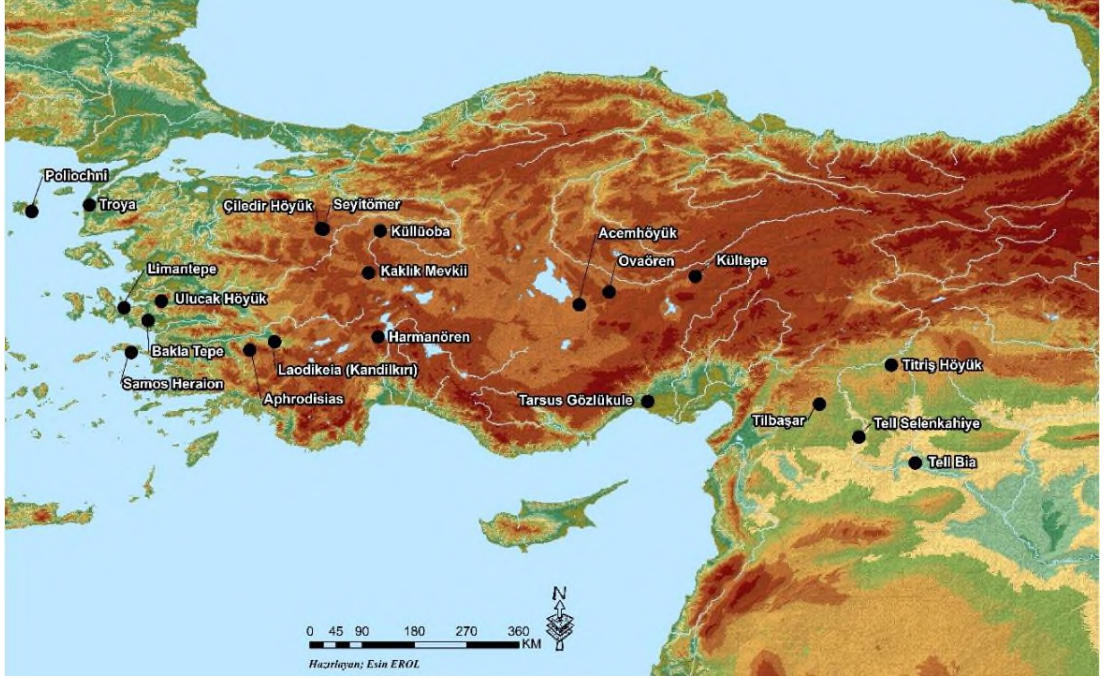 Poliochni
Troya
Çiledir Höyük
Seyitömer
Küllüoba
Acemhöyük
Ovaören
Kültepe
Limantepe
Kaklık Mevkii
Ulucak Höyük
Harmanören
Bakla Tepe
Laodikeia (Kandilkırı)
Samos Heraion
Aphrodisias
Titriş Höyük
Tarsus Gözlükule
Tilbaşar
Tell Selenkahiye
Tell Bia
N
0 45 90 180 270 360
KM
Hazırlayan; Esin EROL